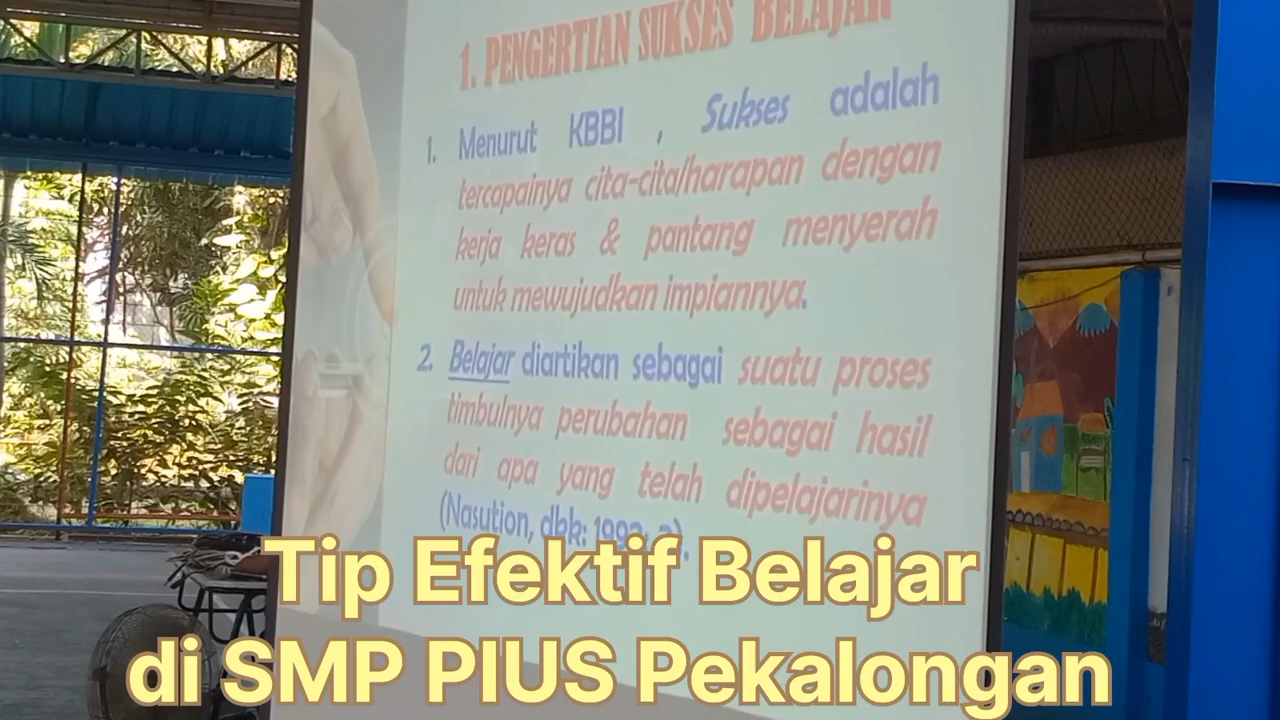 1. PENGERTIAN SUKSES BELAJAR
1. Menurut KBBI , Sukses adalah
tercapainya cita-cita/harapan dengan
kerja keras & pantang menyerah
untuk mewujudkan impiannya.
2. Belajar diartikan sebagai suatu proses
timbulnya perubahan sebagai hasil
dari apa yang telah dipelajarinya
(Nasution, dkk:
Tip Efektif Belajar
di SMP PIUS Pekalongan